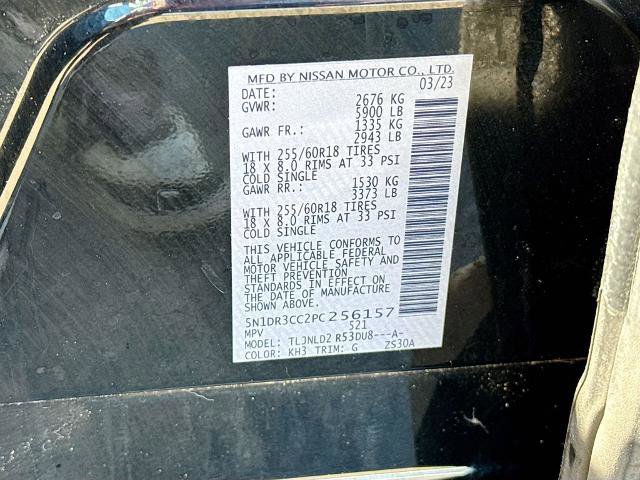 MFD BY NISSAN MOTOR CO., LTD.
DATE: 03/23
GVWR: 2676 KG
5900 LB
GAWR FR.: 1335 KG
2943 LB
WITH 255/60R18 TIRES
18 X 8.0 RIMS AT 33 PSI
COLD SINGLE
GAWR RR.: 1530 KG
3373 LB
WITH 255/60R18 TIRES
18 X 8.0 RIMS AT 33 PSI
COLD SINGLE
THIS VEHICLE CONFORMS TO
ALL APPLICABLE FEDERAL
MOTOR VEHICLE SAFETY AND
THEFT PREVENTION
STANDARDS IN EFFECT ON
THE DATE OF MANUFACTURE
SHOWN ABOVE.
5N1DR3CC2PC256157
MPV 521
MODEL: TLJNLD2 R53DU8---A-
COLOR: KH3 TRIM: G ZS30A